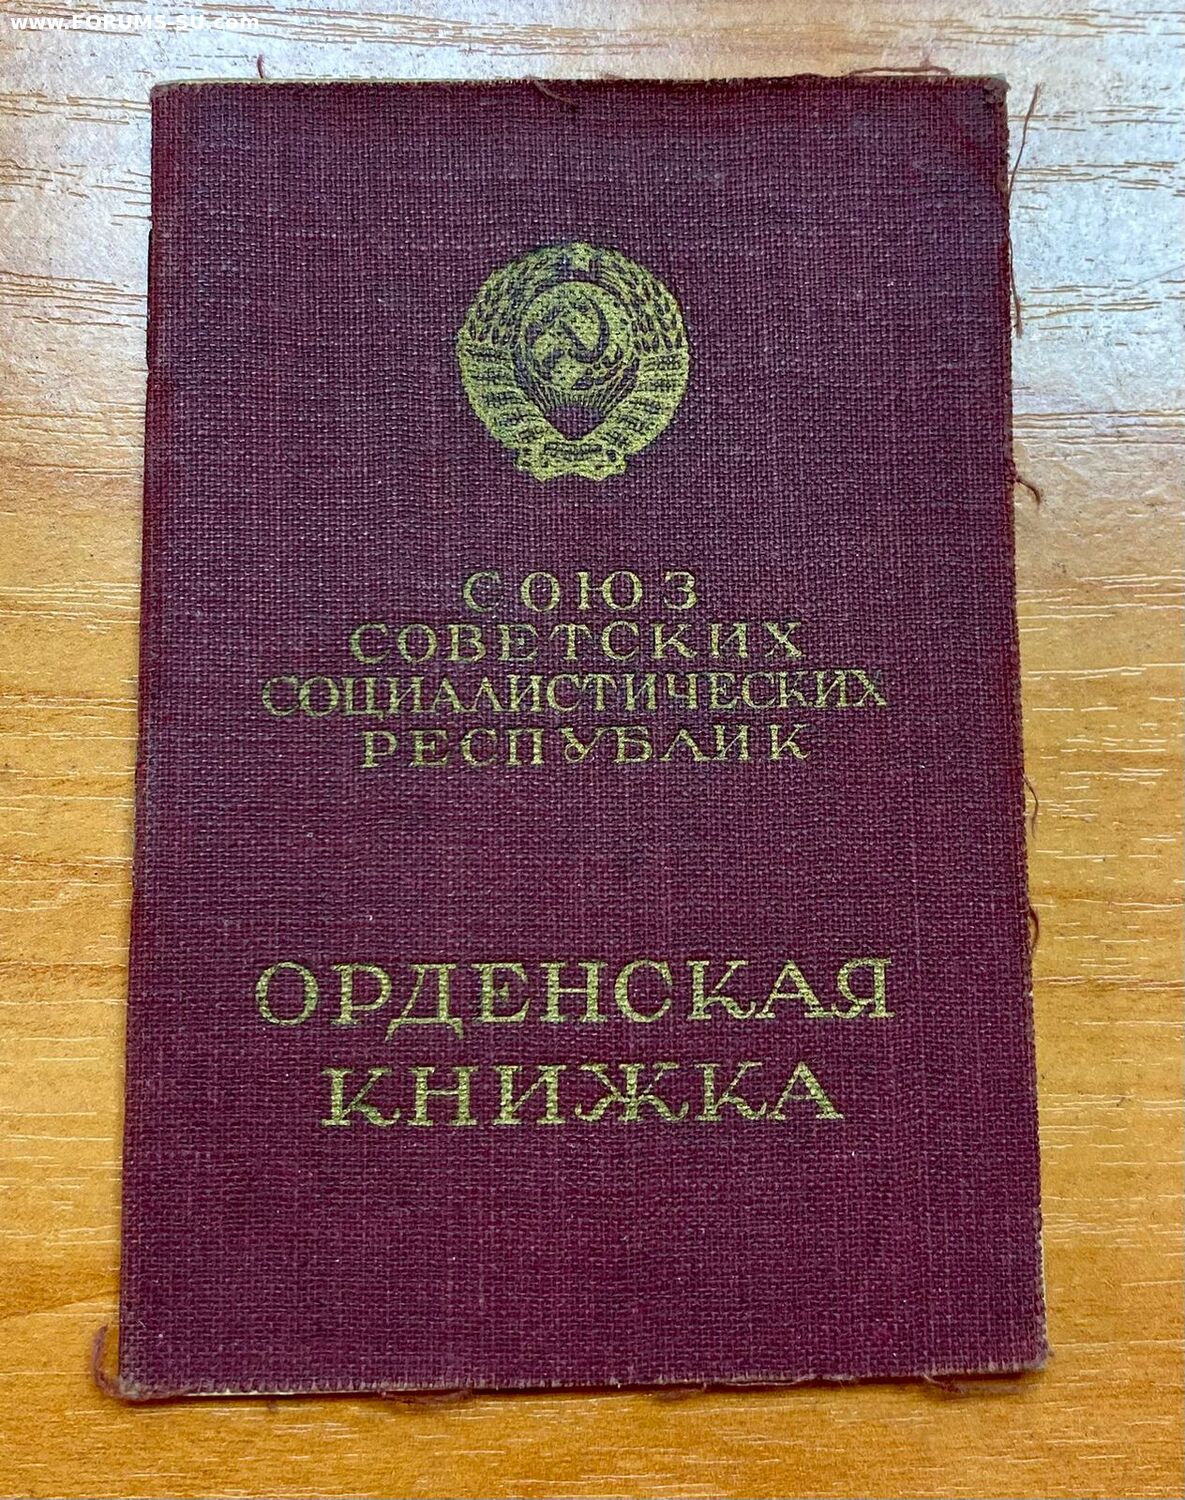 www.FORUMS.SU.com
СОЮЗ
СОВЕТСКИХ
СОЦИАЛИСТИЧЕСКИХ
РЕСПУБЛИК
ОРДЕНСКАЯ
КНИЖКА